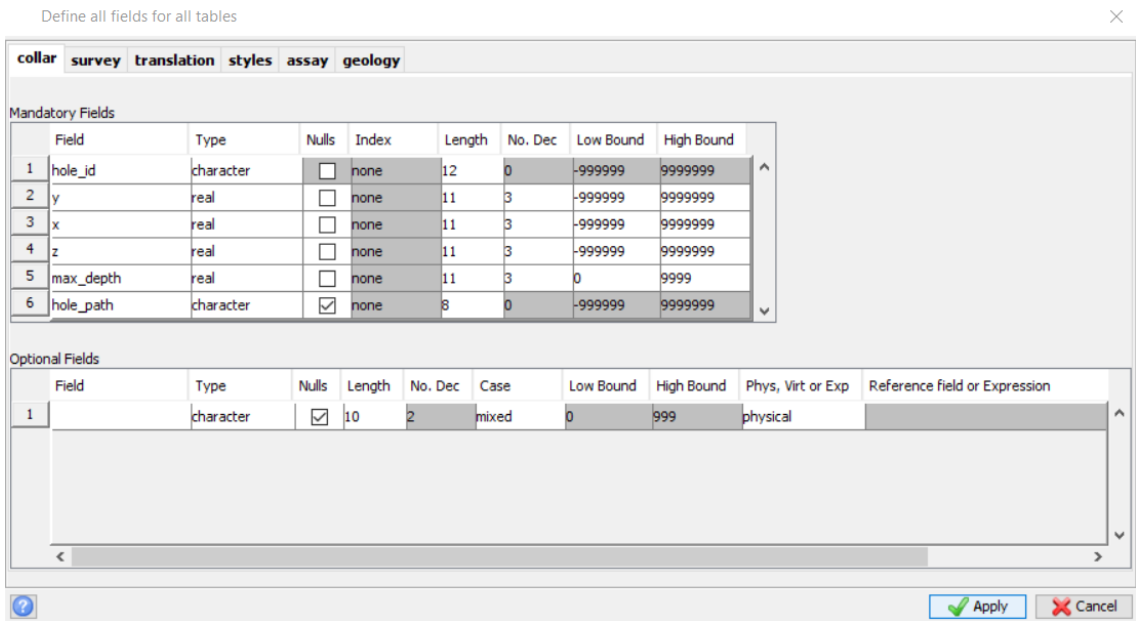 Define all fields for all tables
collar survey translation styles assay geology
Mandatory Fields
Field Type Nulls Index Length No. Dec Low Bound High Bound
1 hole_id character none 12 0 -999999 9999999
2 y real none 11 3 -999999 9999999
3 x real none 11 3 -999999 9999999
4 z real none 11 3 -999999 9999999
5 max_depth real none 11 3 0 9999
6 hole_path character none 8 0 -999999 9999999
Optional Fields
Field Type Nulls Length No. Dec Case Low Bound High Bound Phys, Virt or Exp Reference field or Expression
1 character 10 2 mixed 0 999 physical
Apply Cancel